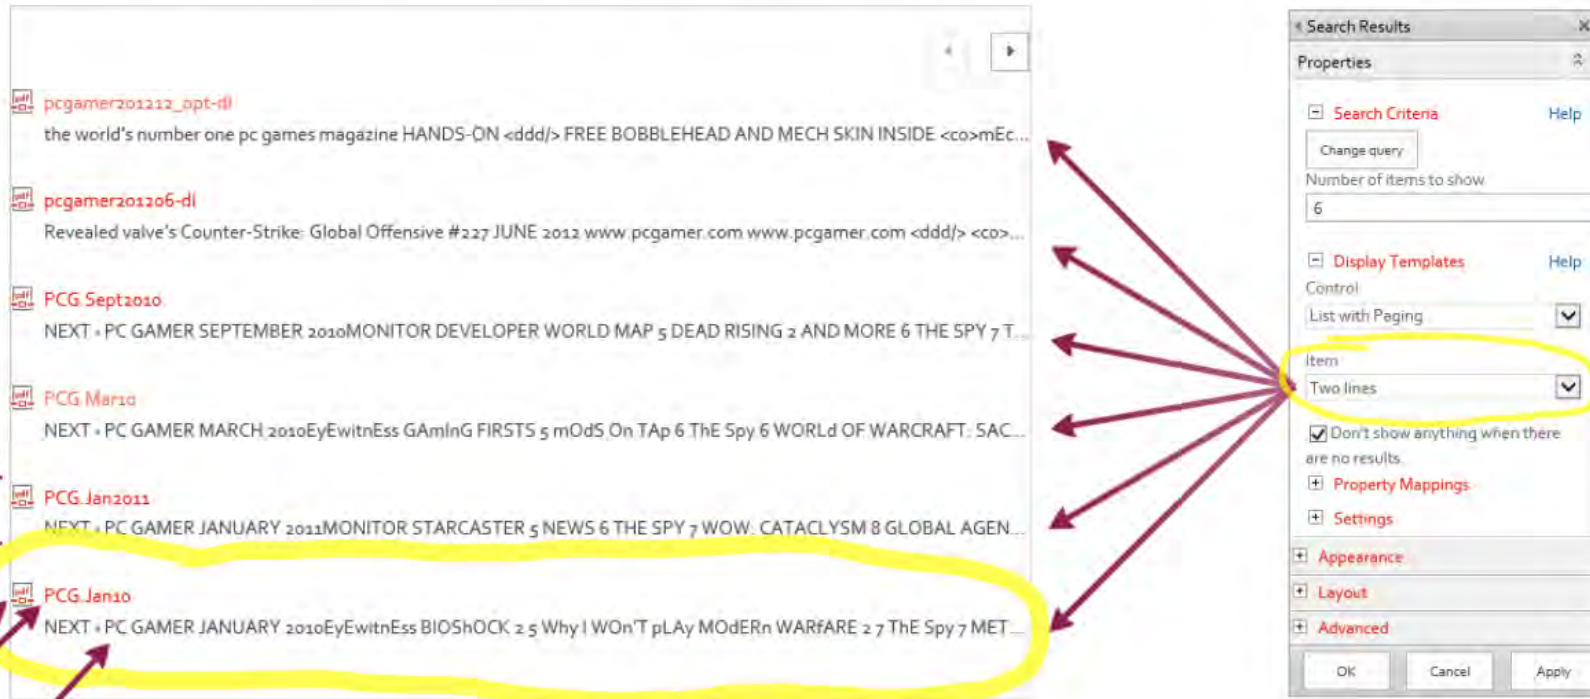 pcgamer201212_opt-dl
the world's number one pc games magazine HANDS-ON <ddd/> FREE BOBBLEHEAD AND MECH SKIN INSIDE <co>mEc...
pcgamer201206-dl
Revealed valve's Counter-Strike: Global Offensive #227 JUNE 2012 www.pcgamer.com www.pcgamer.com <ddd/> <co>...
PCG.Sept2010
NEXT • PC GAMER SEPTEMBER 2010MONITOR DEVELOPER WORLD MAP 5 DEAD RISING 2 AND MORE 6 THE SPY 7 T...
PCG.Mar10
NEXT • PC GAMER MARCH 2010EyEwitnEss GAmInG FIRSTS 5 mOdS On TAp 6 ThE Spy 6 WORLd OF WARCRAFT: SAC...
PCG.Jan2011
NEXT • PC GAMER JANUARY 2011MONITOR STARCASTER 5 NEWS 6 THE SPY 7 WOW: CATACLYSM 8 GLOBAL AGEN...
PCG.Jan10
NEXT • PC GAMER JANUARY 2010EyEwitnEss BIOShOCK 2 5 Why I WOn'T pLAy MOdERn WARfARE 2 7 ThE Spy 7 MET...
Search Results
Properties
Search Criteria Help
Change query
Number of items to show
6
Display Templates Help
Control
List with Paging
Item
Two lines
Don't show anything when there
are no results.
Property Mappings
Settings
Appearance
Layout
Advanced
OK Cancel Apply